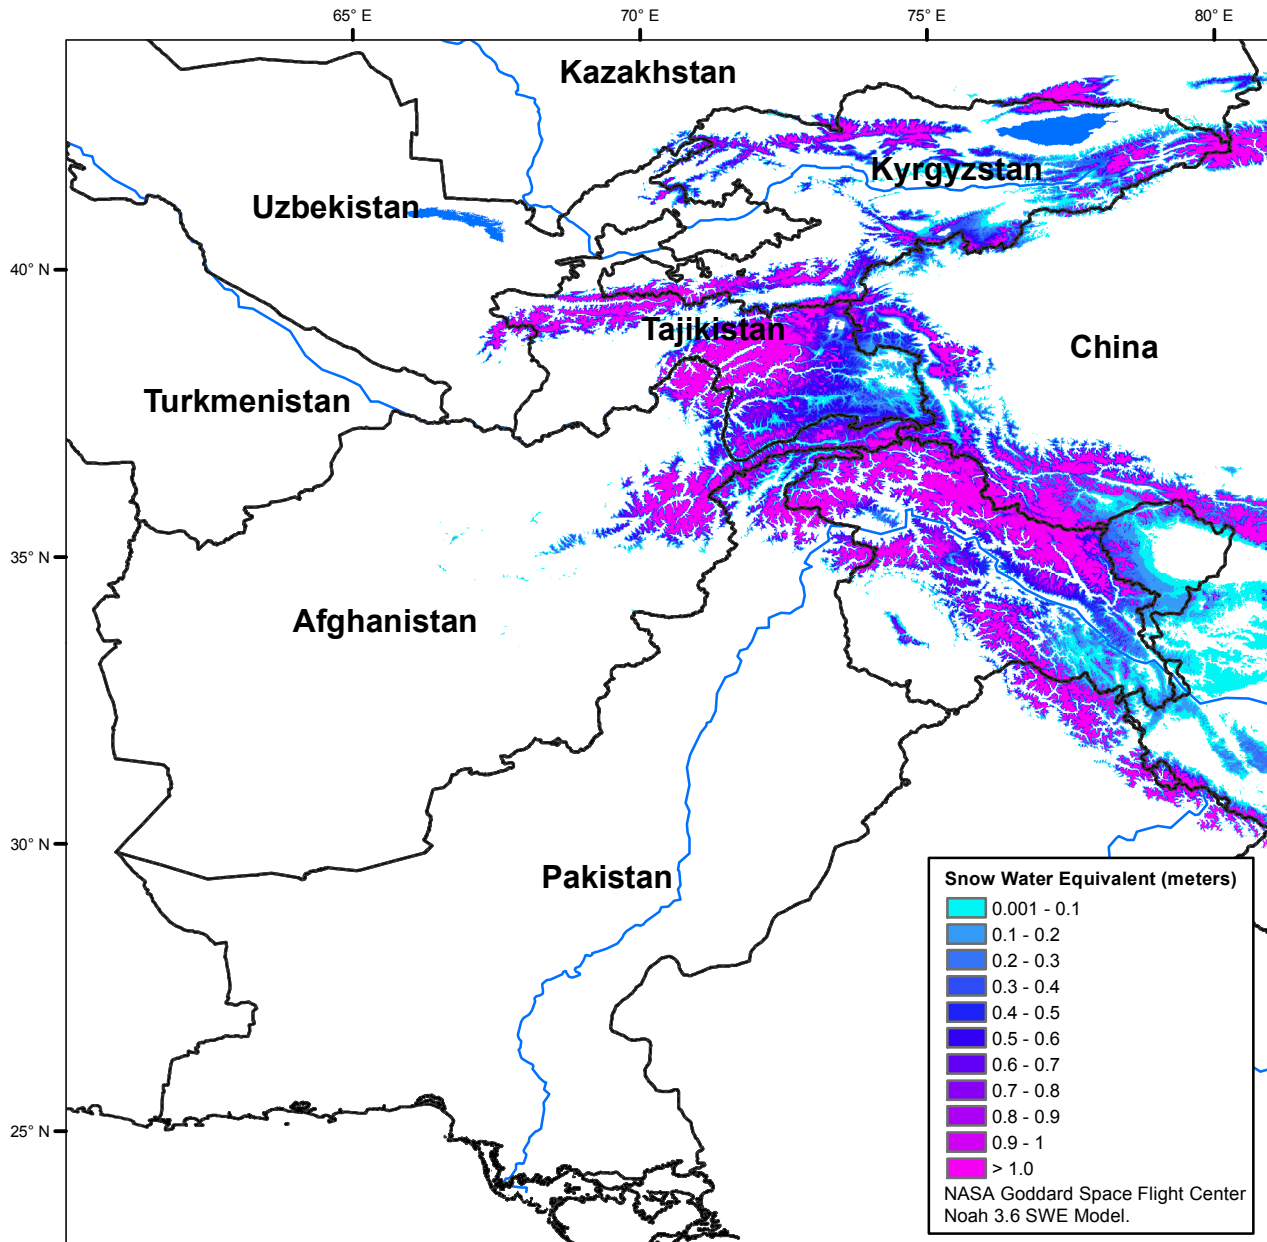 65° E
70° E
75° E
80° E
Kazakhstan
Kyrgyzstan
Uzbekistan
40° N
Tajikistan
China
Turkmenistan
35° N
Afghanistan
30° N
Pakistan
25° N
Snow Water Equivalent (meters)
0.001 - 0.1
0.1 - 0.2
0.2 - 0.3
0.3 - 0.4
0.4 - 0.5
0.5 - 0.6
0.6 - 0.7
0.7 - 0.8
0.8 - 0.9
0.9 - 1
> 1.0
NASA Goddard Space Flight Center
Noah 3.6 SWE Model.